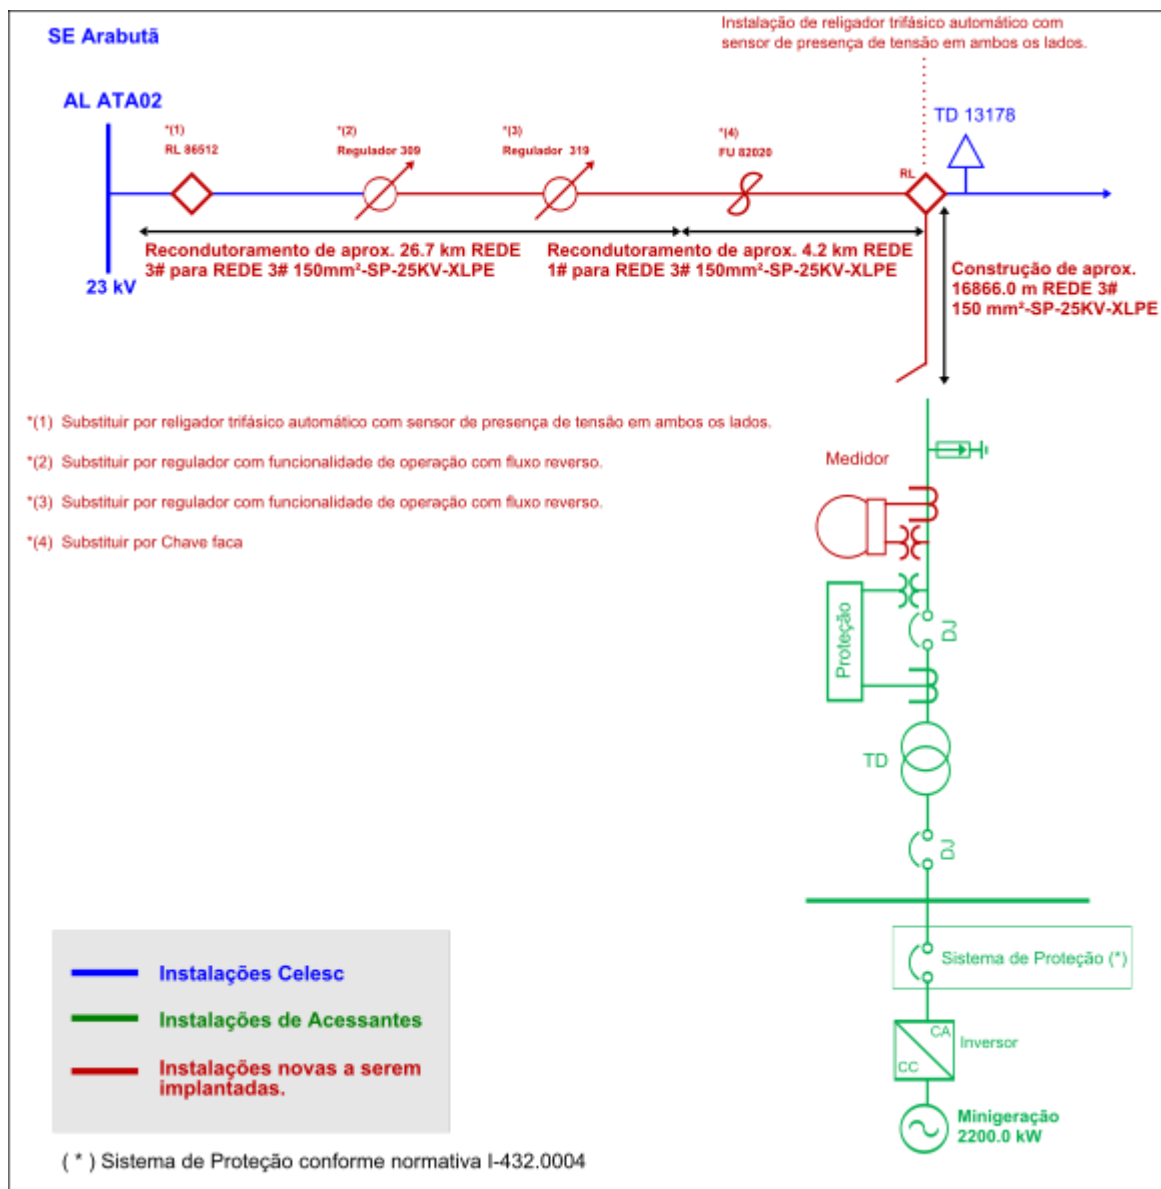 SE Arabutã
Instalação de religador trifásico automático com
sensor de presença de tensão em ambos os lados.
AL ATA02
TD 13178
*(1)
RL 86512
*(2)
Regulador 309
*(3)
Regulador 319
*(4)
FU 82020
RL
Recondutoramento de aprox. 26.7 km REDE
3# para REDE 3# 150mm²-SP-25KV-XLPE
Recondutoramento de aprox. 4.2 km REDE
1# para REDE 3# 150mm²-SP-25KV-XLPE
23 kV
Construção de aprox.
16866.0 m REDE 3#
150 mm²-SP-25KV-XLPE
*(1) Substituir por religador trifásico automático com sensor de presença de tensão em ambos os lados.
*(2) Substituir por regulador com funcionalidade de operação com fluxo reverso.
*(3) Substituir por regulador com funcionalidade de operação com fluxo reverso.
*(4) Substituir por Chave faca
Medidor
Proteção
DJ
TD
DJ
Sistema de Proteção (*)
CA
CC
Inversor
Minigeração
2200.0 kW
Instalações Celesc
Instalações de Acessantes
Instalações novas a serem
implantadas.
( * ) Sistema de Proteção conforme normativa I-432.0004